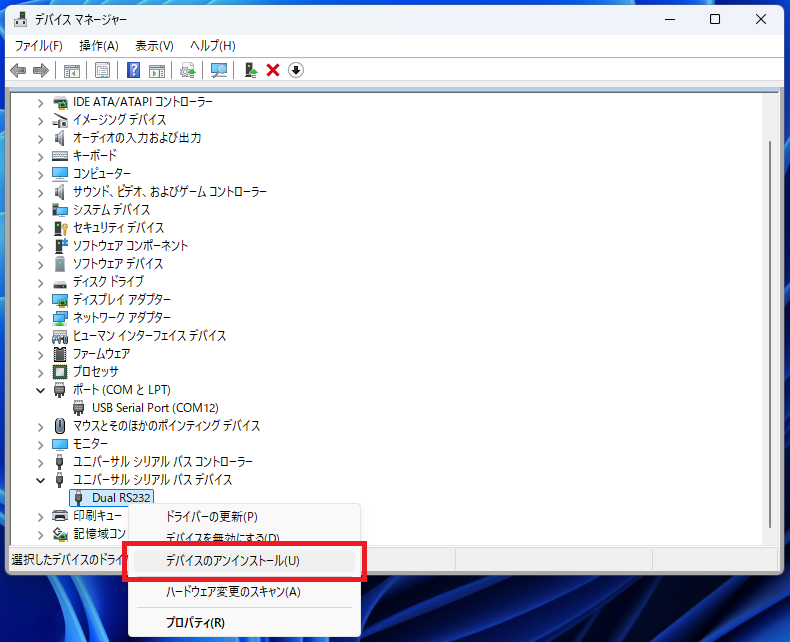 デバイス マネージャー
ファイル(F) 操作(A) 表示(V) ヘルプ(H)
IDE ATA/ATAPI コントローラー
イメージング デバイス
オーディオの入力および出力
キーボード
コンピューター
サウンド、ビデオ、およびゲーム コントローラー
システム デバイス
セキュリティ デバイス
ソフトウェア コンポーネント
ソフトウェア デバイス
ディスク ドライブ
ディスプレイ アダプター
ネットワーク アダプター
ヒューマン インターフェイス デバイス
ファームウェア
プロセッサ
ポート (COM と LPT)
USB Serial Port (COM12)
マウスとそのほかのポインティング デバイス
モニター
ユニバーサル シリアル バス コントローラー
ユニバーサル シリアル バス デバイス
Dual RS232
印刷キュー
記憶域コン
選択したデバイスのドライ
ドライバーの更新(P)
デバイスを無効にする(D)
デバイスのアンインストール(U)
ハードウェア変更のスキャン(A)
プロパティ(R)